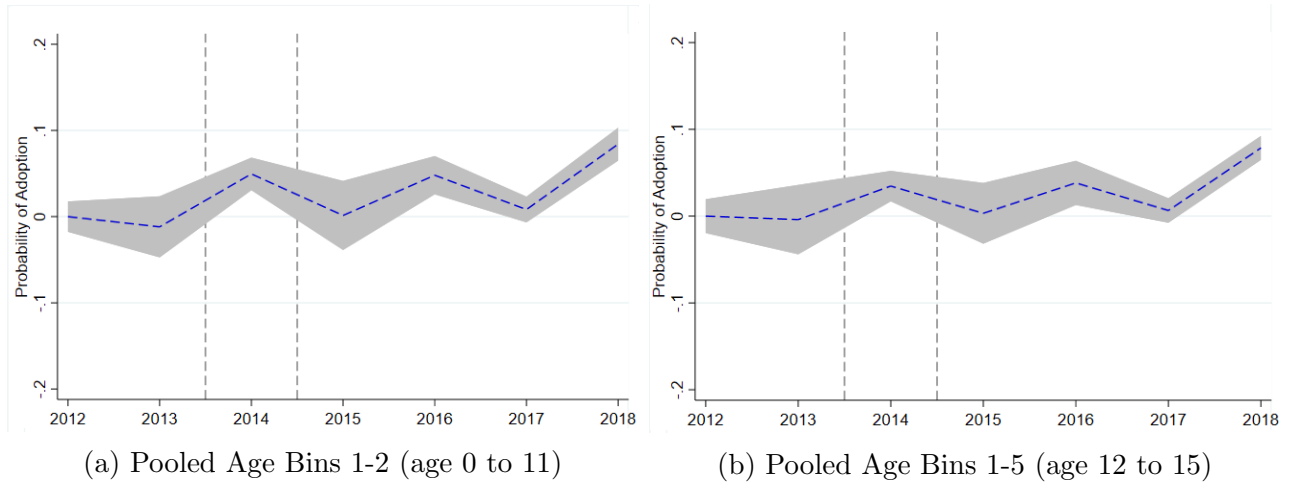 Probability of Adoption
.2
.1
0
-.1
-.2
2012 2013 2014 2015 2016 2017 2018
(a) Pooled Age Bins 1-2 (age 0 to 11)
Probability of Adoption
.2
.1
0
-.1
-.2
2012 2013 2014 2015 2016 2017 2018
(b) Pooled Age Bins 1-5 (age 12 to 15)